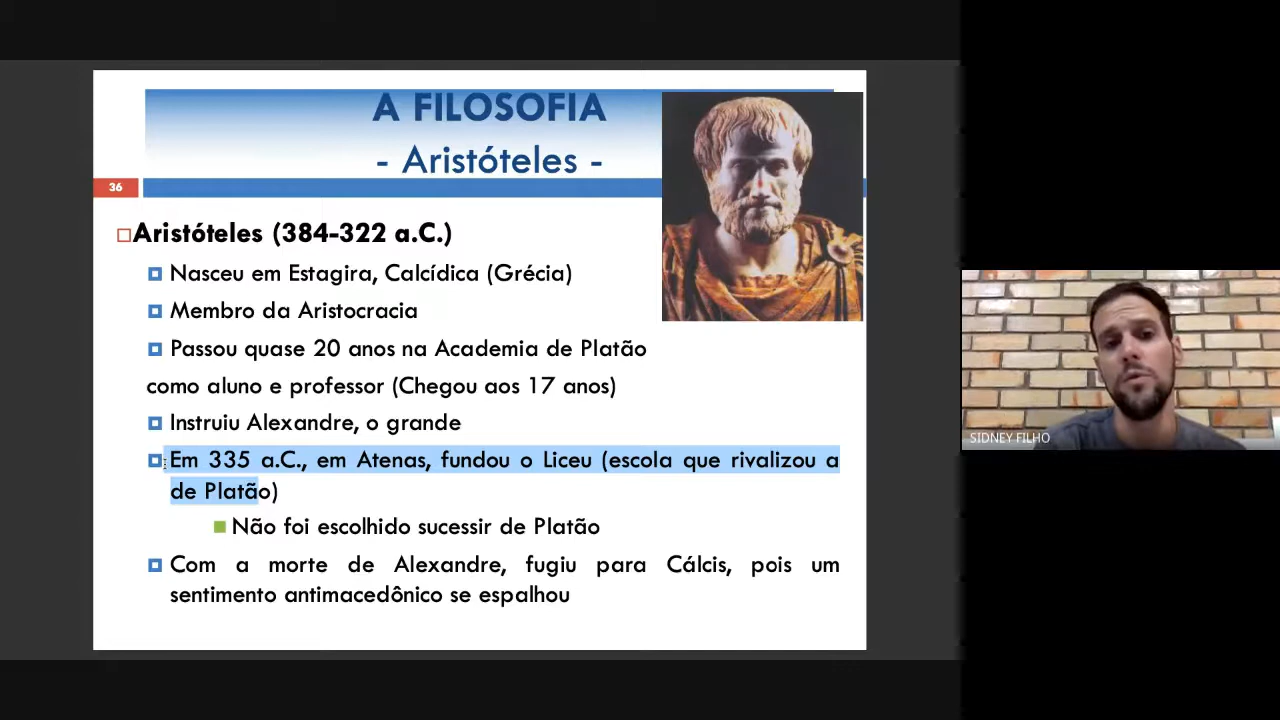 A FILOSOFIA
- Aristóteles -
36
Aristóteles (384-322 a.C.)
Nasceu em Estagira, Calcídica (Grécia)
Membro da Aristocracia
Passou quase 20 anos na Academia de Platão
como aluno e professor (Chegou aos 17 anos)
Instruiu Alexandre, o grande
Em 335 a.C., em Atenas, fundou o Liceu (escola que rivalizou a
de Platão)
Não foi escolhido sucessir de Platão
Com a morte de Alexandre, fugiu para Cálcis, pois um
sentimento antimacedônico se espalhou
SIDNEY FILHO